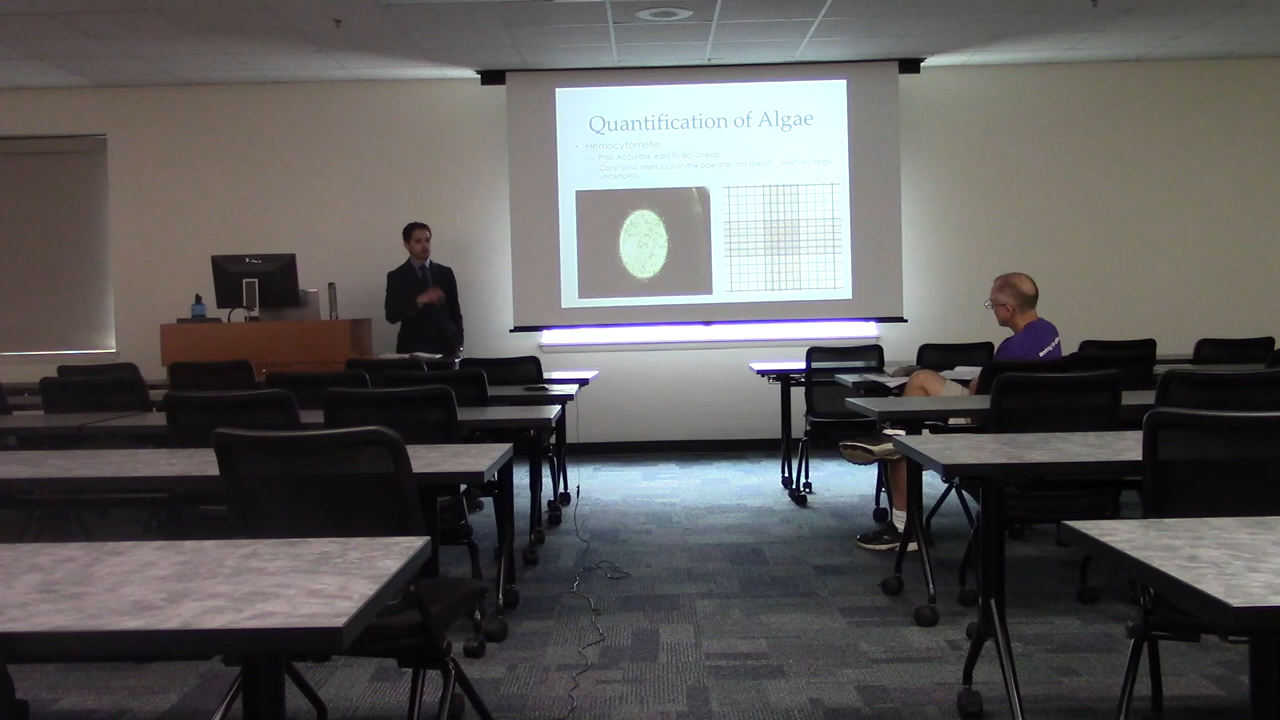 Quantification of Algae
• Hemocytometer
Pros: Accurate, easy to do, cheap
Cons: Slow, strenuous on the operator, not specific, relatively large
uncertainty